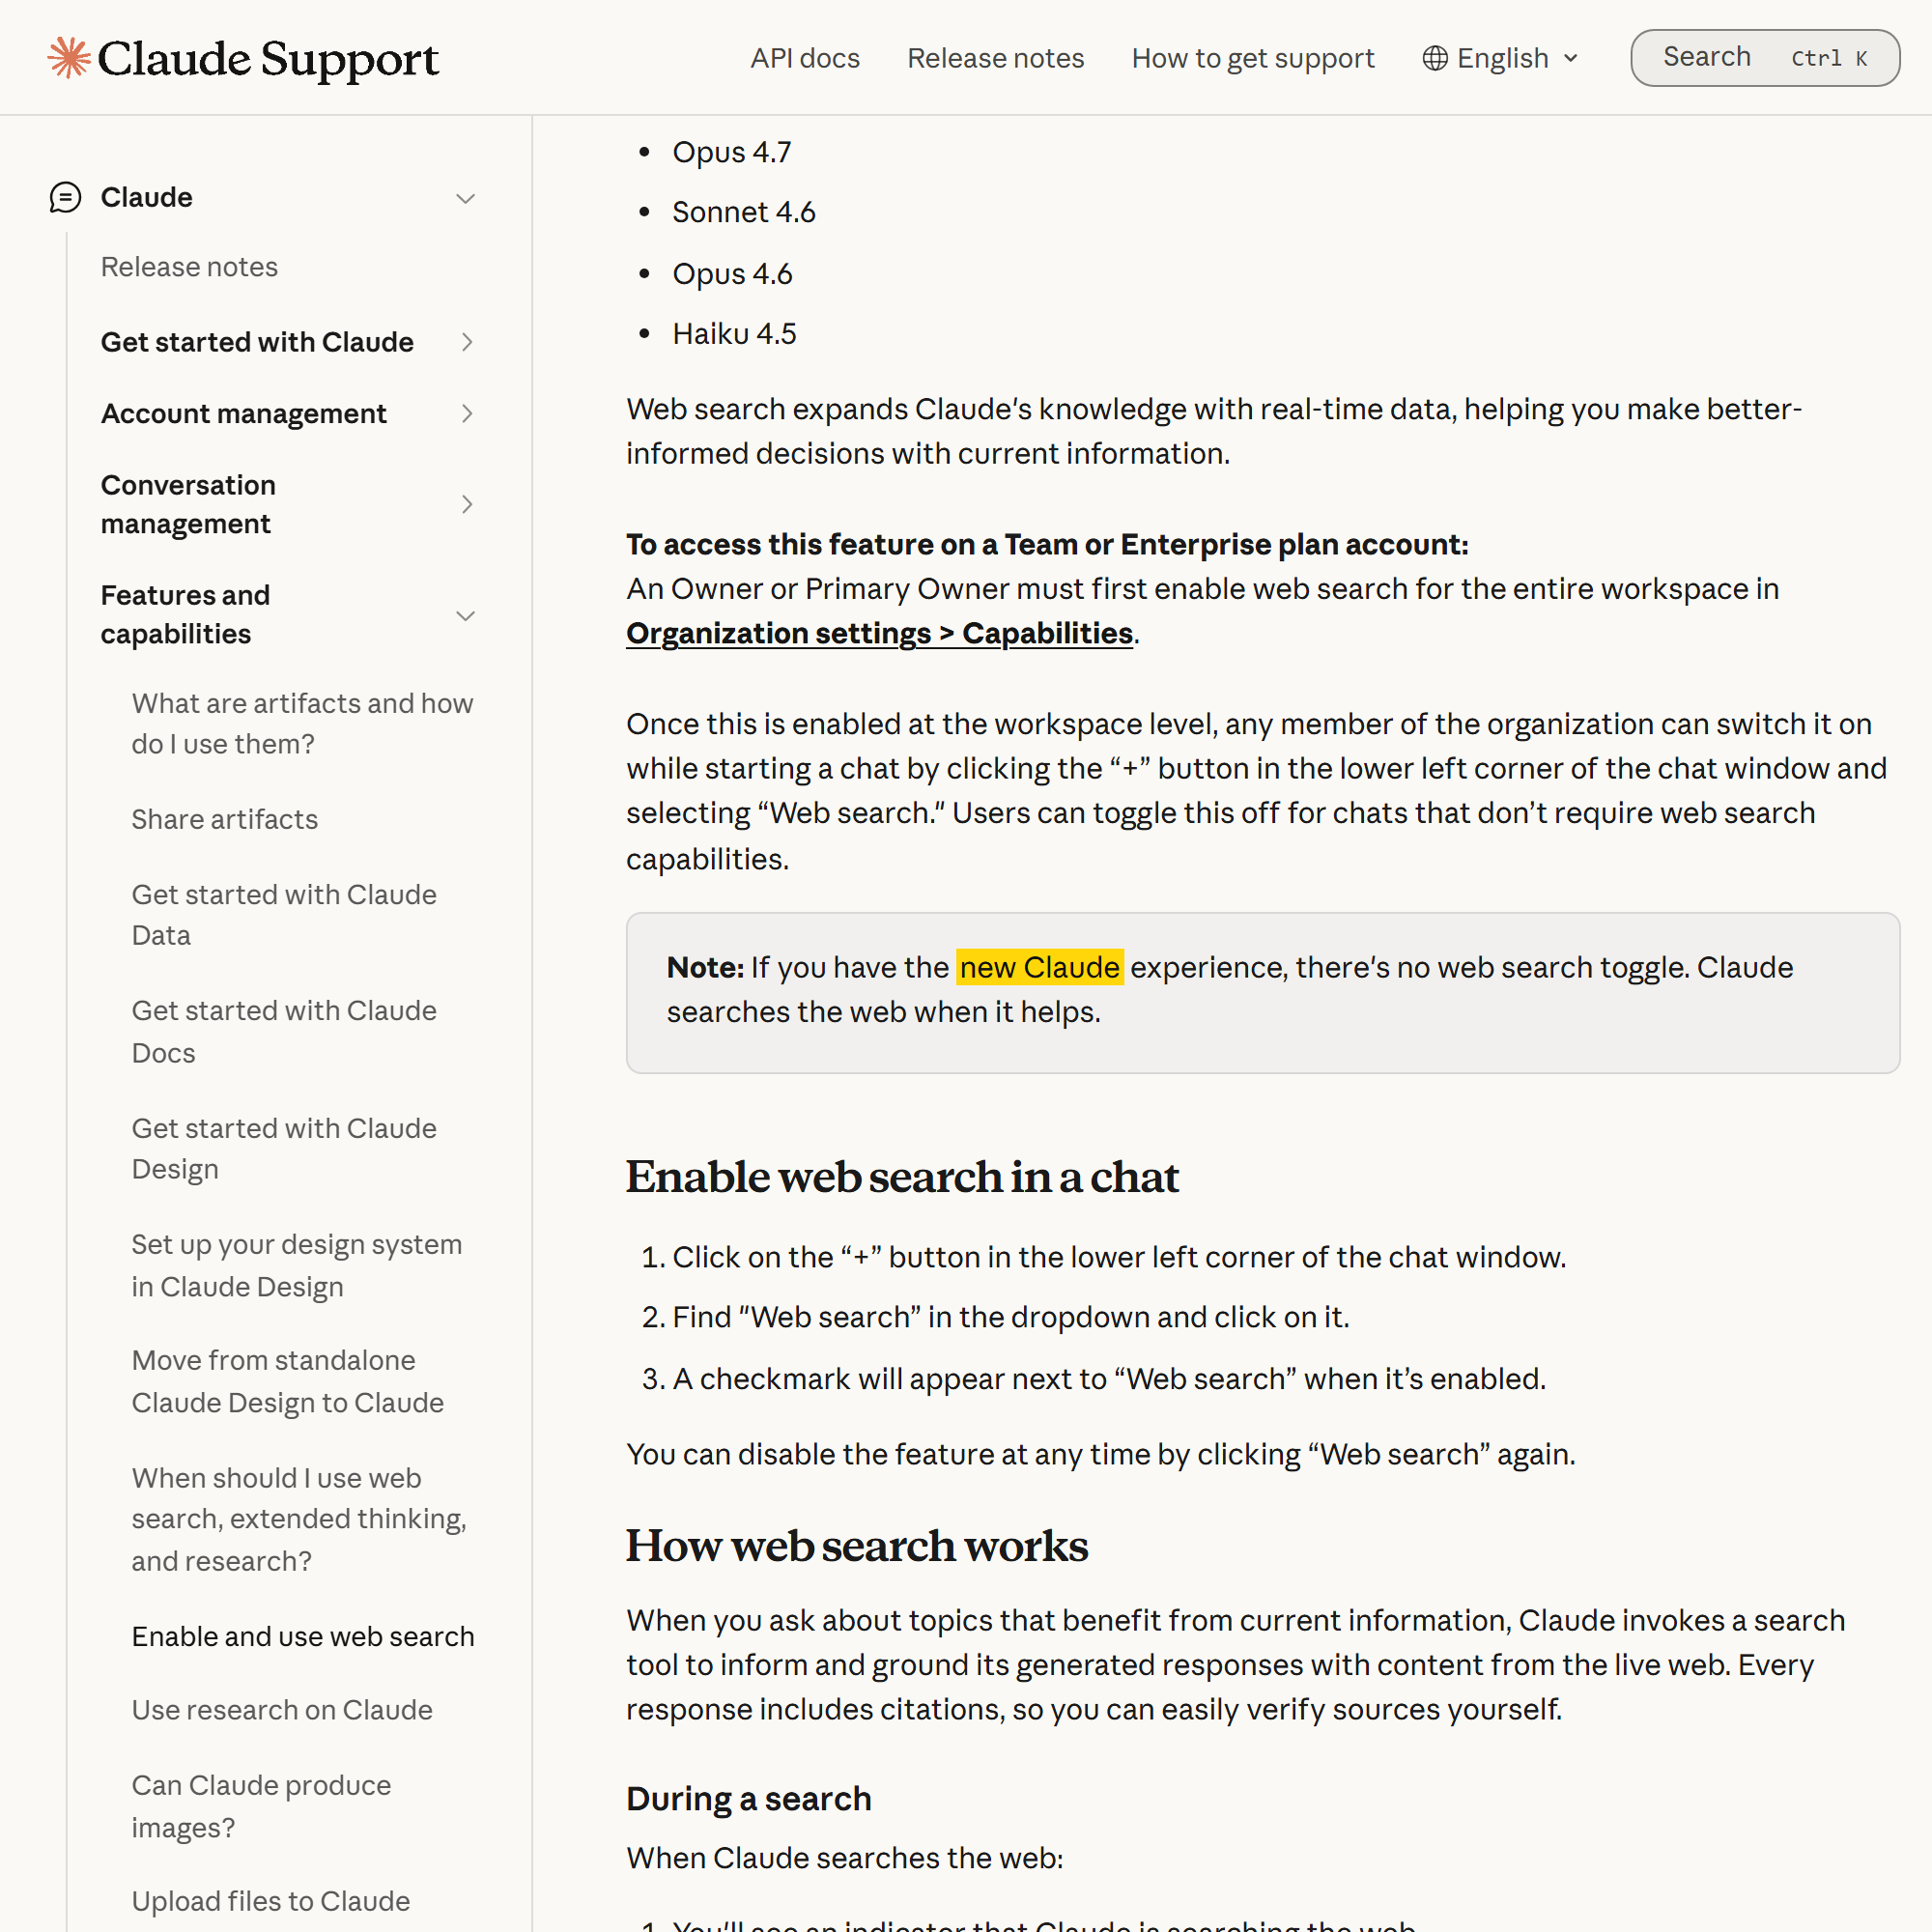 Claude Support
API docs
Release notes
How to get support
English
Search Ctrl K
Claude
Release notes
Get started with Claude
Account management
Conversation
management
Features and
capabilities
What are artifacts and how
do I use them?
Share artifacts
Get started with Claude
Data
Get started with Claude
Docs
Get started with Claude
Design
Set up your design system
in Claude Design
Move from standalone
Claude Design to Claude
When should I use web
search, extended thinking,
and research?
Enable and use web search
Use research on Claude
Can Claude produce
images?
Upload files to Claude
• Opus 4.7
• Sonnet 4.6
• Opus 4.6
• Haiku 4.5
Web search expands Claude's knowledge with real-time data, helping you make better-
informed decisions with current information.
To access this feature on a Team or Enterprise plan account:
An Owner or Primary Owner must first enable web search for the entire workspace in
Organization settings > Capabilities.
Once this is enabled at the workspace level, any member of the organization can switch it on
while starting a chat by clicking the “+” button in the lower left corner of the chat window and
selecting “Web search." Users can toggle this off for chats that don’t require web search
capabilities.
Note: If you have the new Claude experience, there's no web search toggle. Claude
searches the web when it helps.
Enable web search in a chat
1. Click on the “+” button in the lower left corner of the chat window.
2. Find "Web search” in the dropdown and click on it.
3. A checkmark will appear next to “Web search” when it’s enabled.
You can disable the feature at any time by clicking “Web search” again.
How web search works
When you ask about topics that benefit from current information, Claude invokes a search
tool to inform and ground its generated responses with content from the live web. Every
response includes citations, so you can easily verify sources yourself.
During a search
When Claude searches the web:
1. You'll see an indicator that Claude is searching the web.